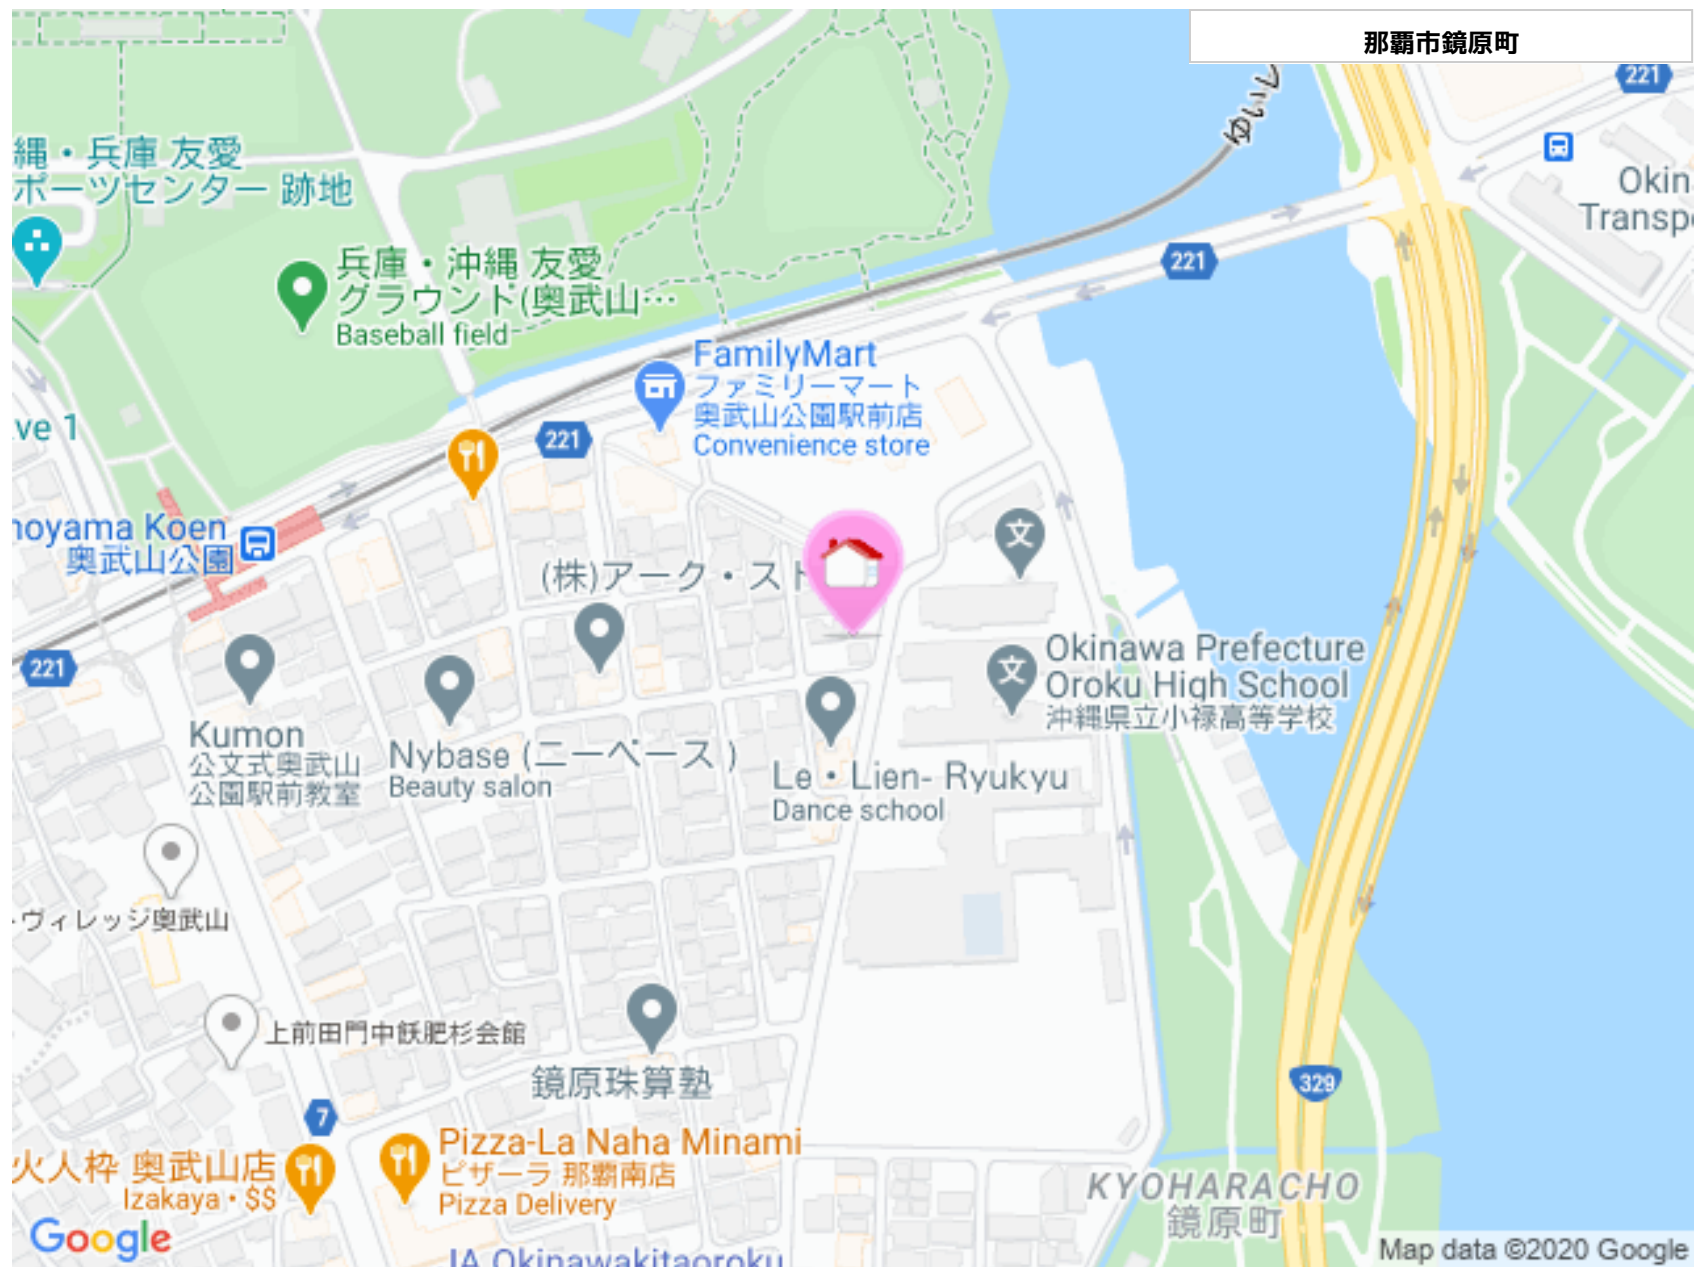 那覇市鏡原町
221
縄・兵庫 友愛
ポーツセンター 跡地
Okin
Transp
兵庫・沖縄 友愛
グラウンド(奥武山…
Baseball field
221
FamilyMart
ファミリーマート
奥武山公園駅前店
Convenience store
ve 1
221
noyama Koen
奥武山公園
文
(株)アーク・スト
221
文
Okinawa Prefecture
Oroku High School
沖縄県立小禄高等学校
Kumon
公文式奥武山
公園駅前教室
Nybase (ニーベース)
Beauty salon
Le・Lien- Ryukyu
Dance school
ヴィレッジ奥武山
上前田門中飫肥杉会館
鏡原珠算塾
329
7
火人枠 奥武山店
Izakaya・$$
Pizza-La Naha Minami
ピザーラ 那覇南店
Pizza Delivery
KYOHARACHO
鏡原町
Google
JA Okinawakitaoroku
Map data ©2020 Google